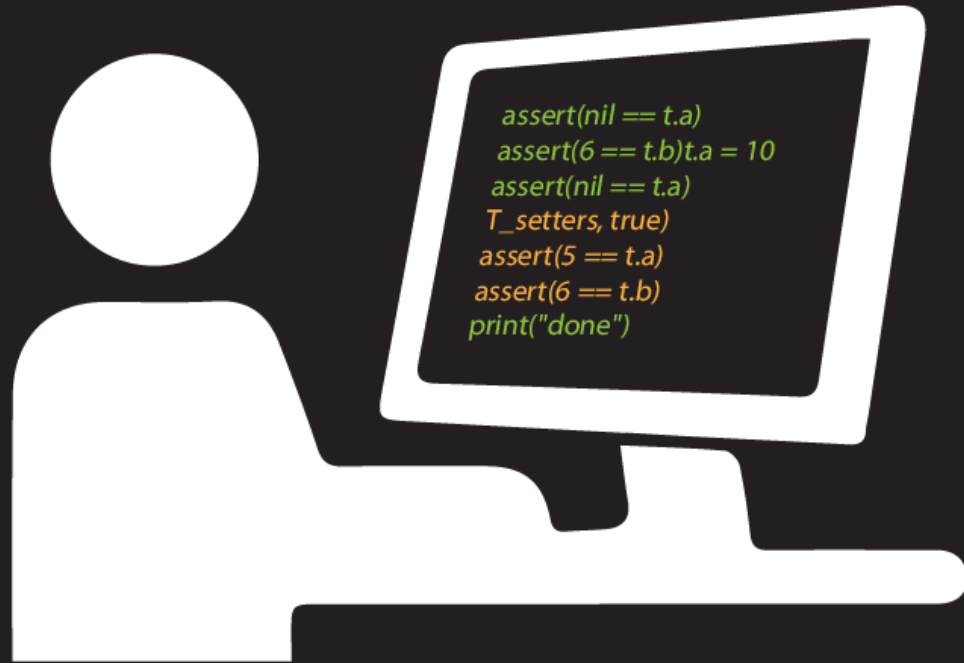 assert(nil == t.a)
assert(6 == t.b)t.a = 10
assert(nil == t.a)
T_setters, true)
assert(5 == t.a)
assert(6 == t.b)
print("done")